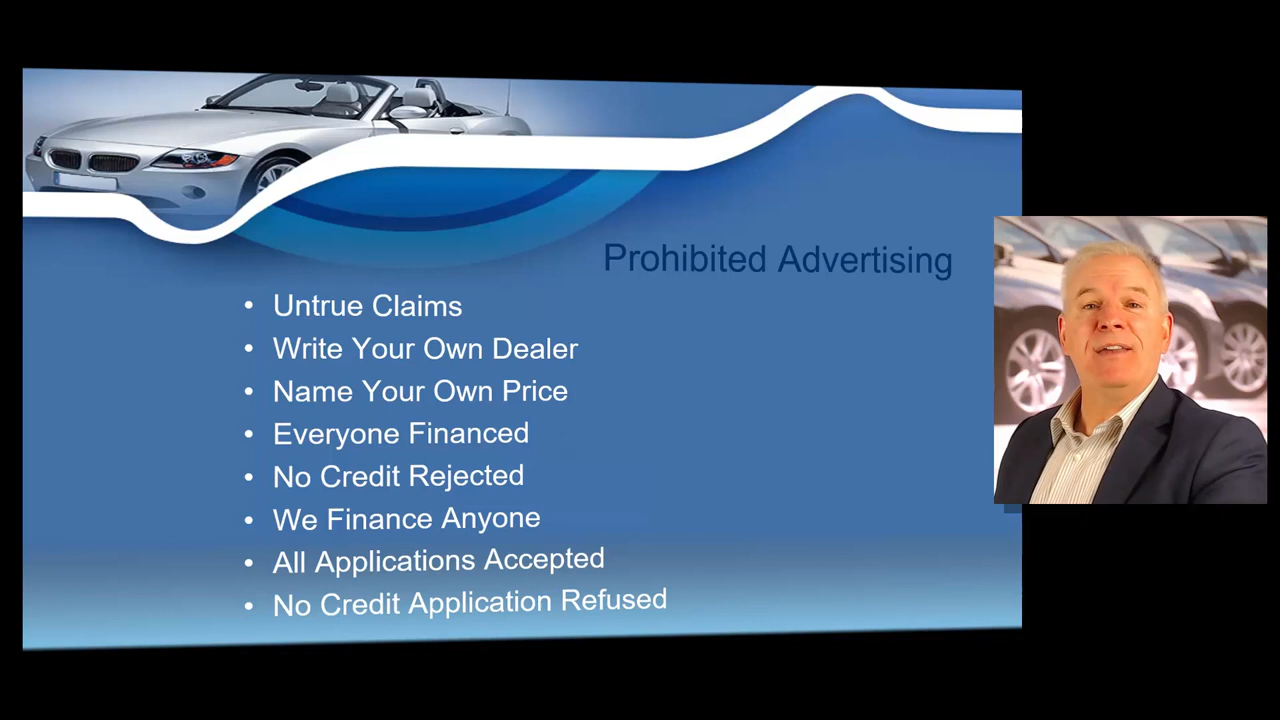 Prohibited Advertising
• Untrue Claims
• Write Your Own Dealer
• Name Your Own Price
• Everyone Financed
• No Credit Rejected
• We Finance Anyone
• All Applications Accepted
• No Credit Application Refused